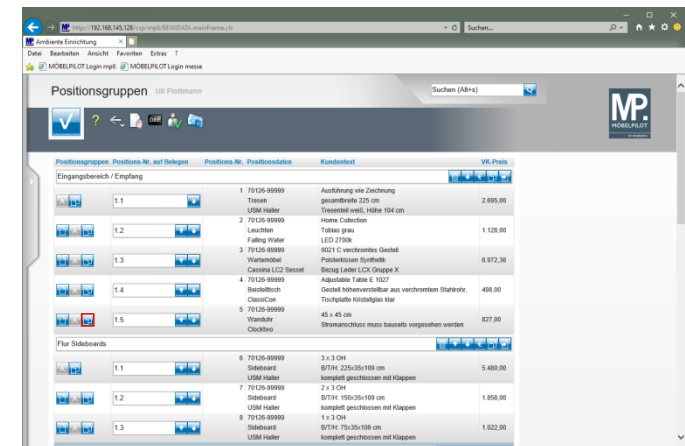 http://192.168.145.128/csp/mp6/BEWIDATA.mainFrame.cls
Suchen...
Ambiente Einrichtung
Datei Bearbeiten Ansicht Favoriten Extras ?
MÖBELPILOT Login mp6 MÖBELPILOT Login messe
Positionsgruppen Uli Flottmann
Suchen (Alt+s)
MP
MÖBELPILOT
Positionsgruppen Positions-Nr. auf Belegen Positions-Nr. Positionsdaten Kundentext VK-Preis
Eingangsbereich / Empfang
1 70126-99999 Ausführung wie Zeichnung
1.1 Tresen gesamtbreite 225 cm 2.695,00
USM Haller Tresenteil weiß, Höhe 104 cm
2 70126-99999 Home Collection
1.2 Leuchten Tobias grau 1.128,00
Falling Water LED 2700k
3 70126-99999 0021 C verchromtes Gestell
1.3 Wartemöbel Polsterkissen Synthetik 6.972,36
Cassina LC2 Sessel Bezug Leder LCX Gruppe X
4 70126-99999 Adjustable Table E 1027
1.4 Beistelltisch Gestell höhenverstellbar aus verchromtem Stahlrohr, 498,00
ClassiCon Tischplatte Kristallglas klar
5 70126-99999 45 x 45 cm
1.5 Wanduhr Stromanschluss muss bauseits vorgesehen werden 827,00
Clocktwo
Flur Sideboards
6 70126-99999 3 x 3 OH
1.1 Sideboard B/T/H: 225x35x109 cm 5.480,00
USM Haller komplett geschlossen mit Klappen
7 70126-99999 2 x 3 OH
1.2 Sideboard B/T/H: 150x35x109 cm 1.858,00
USM Haller komplett geschlossen mit Klappen
8 70126-99999 1 x 3 OH
1.3 Sideboard B/T/H: 75x35x109 cm 1.022,00
USM Haller komplett geschlossen mit Klappen